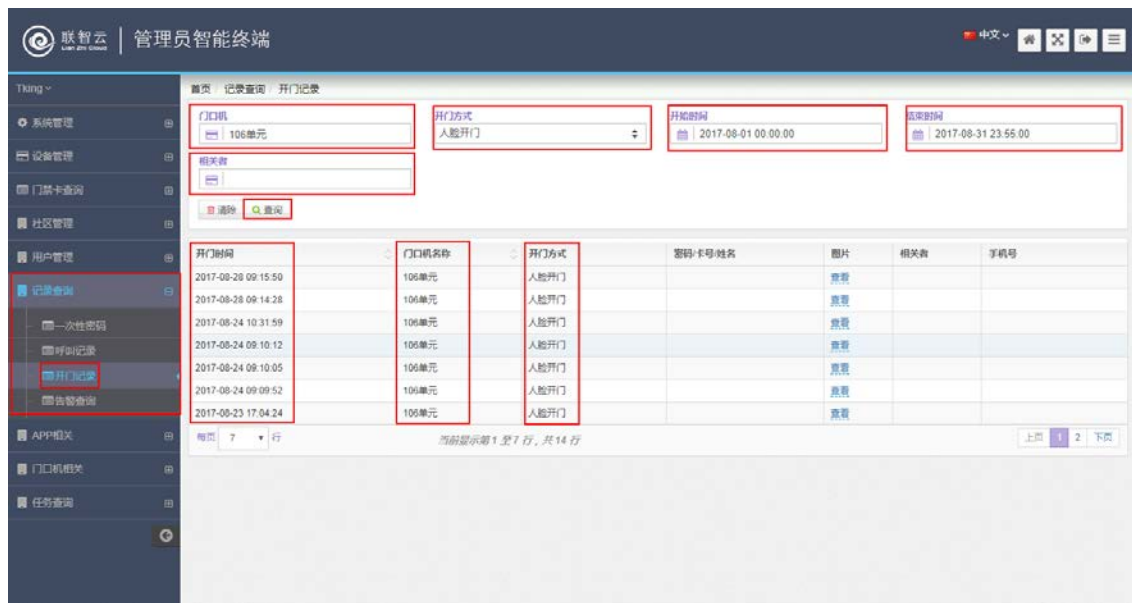 联智云 管理员智能终端 中文
Lian Zhi Cloud
Tking
首页 记录查询 开门记录
系统管理
设备管理
门禁卡查询
社区管理
用户管理
记录查询
一次性密码
呼叫记录
开门记录
告警查询
APP相关
门口机相关
任务查询
门口机 开门方式 开始时间 结束时间
106单元 人脸开门 2017-08-01 00:00:00 2017-08-31 23:55:00
相关者
清除 查询
开门时间 门口机名称 开门方式 密码/卡号/姓名 图片 相关者 手机号
2017-08-28 09:15:50 106单元 人脸开门 查看
2017-08-28 09:14:28 106单元 人脸开门 查看
2017-08-24 10:31:59 106单元 人脸开门 查看
2017-08-24 09:10:12 106单元 人脸开门 查看
2017-08-24 09:10:05 106单元 人脸开门 查看
2017-08-24 09:09:52 106单元 人脸开门 查看
2017-08-23 17:04:24 106单元 人脸开门 查看
每页 7 行 当前显示第 1 至 7 行，共 14 行 上页 1 2 下页